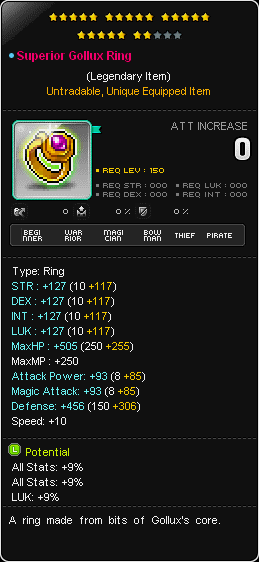 Superior Gollux Ring
(Legendary Item)
Untradable, Unique Equipped Item
ATT INCREASE
0
REQ LEV : 150
REQ STR : 000 REQ LUK : 000
REQ DEX : 000 REQ INT : 000
0 0 % 0 %
BEGINNER WARRIOR MAGICIAN BOWMAN THIEF PIRATE
Type: Ring
STR : +127 (10 +117)
DEX : +127 (10 +117)
INT : +127 (10 +117)
LUK : +127 (10 +117)
MaxHP : +505 (250 +255)
MaxMP : +250
Attack Power: +93 (8 +85)
Magic Attack: +93 (8 +85)
Defense: +456 (150 +306)
Speed: +10
L Potential
All Stats: +9%
All Stats: +9%
LUK: +9%
A ring made from bits of Gollux's core.